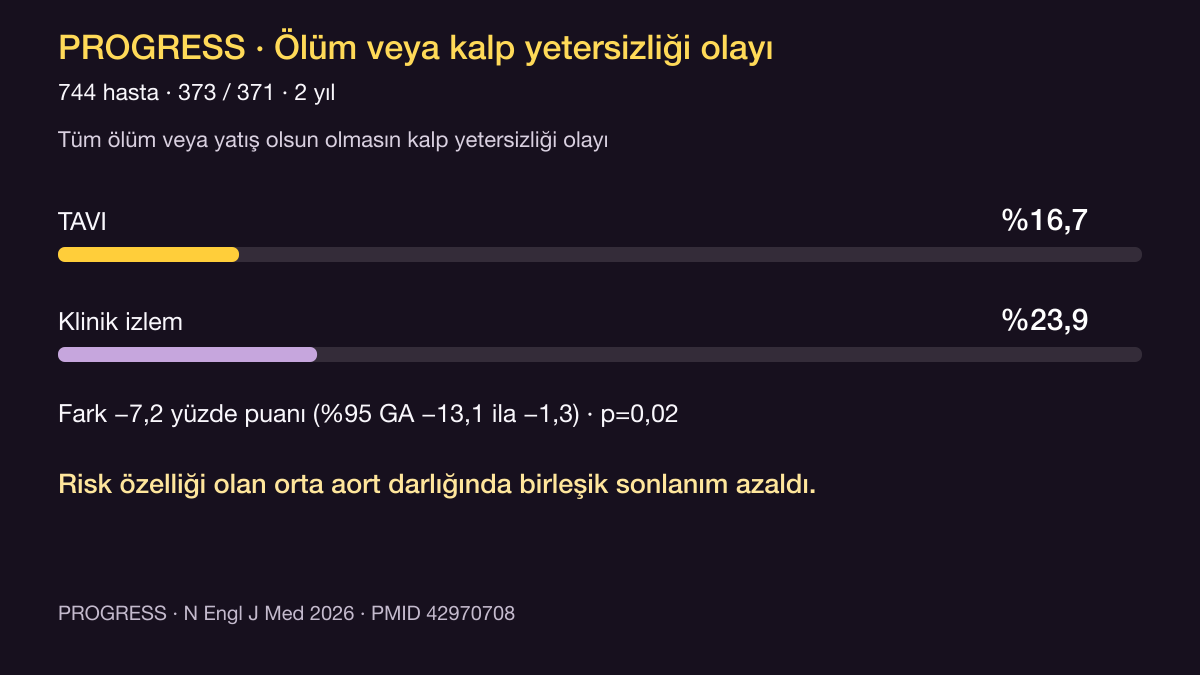 PROGRESS · Ölüm veya kalp yetersizliği olayı
744 hasta · 373 / 371 · 2 yıl
Tüm ölüm veya yatış olsun olmasın kalp yetersizliği olayı
TAVI %16,7
Klinik izlem %23,9
Fark −7,2 yüzde puanı (%95 GA −13,1 ila −1,3) · p=0,02
Risk özelliği olan orta aort darlığında birleşik sonlanım azaldı.
PROGRESS · N Engl J Med 2026 · PMID 42970708